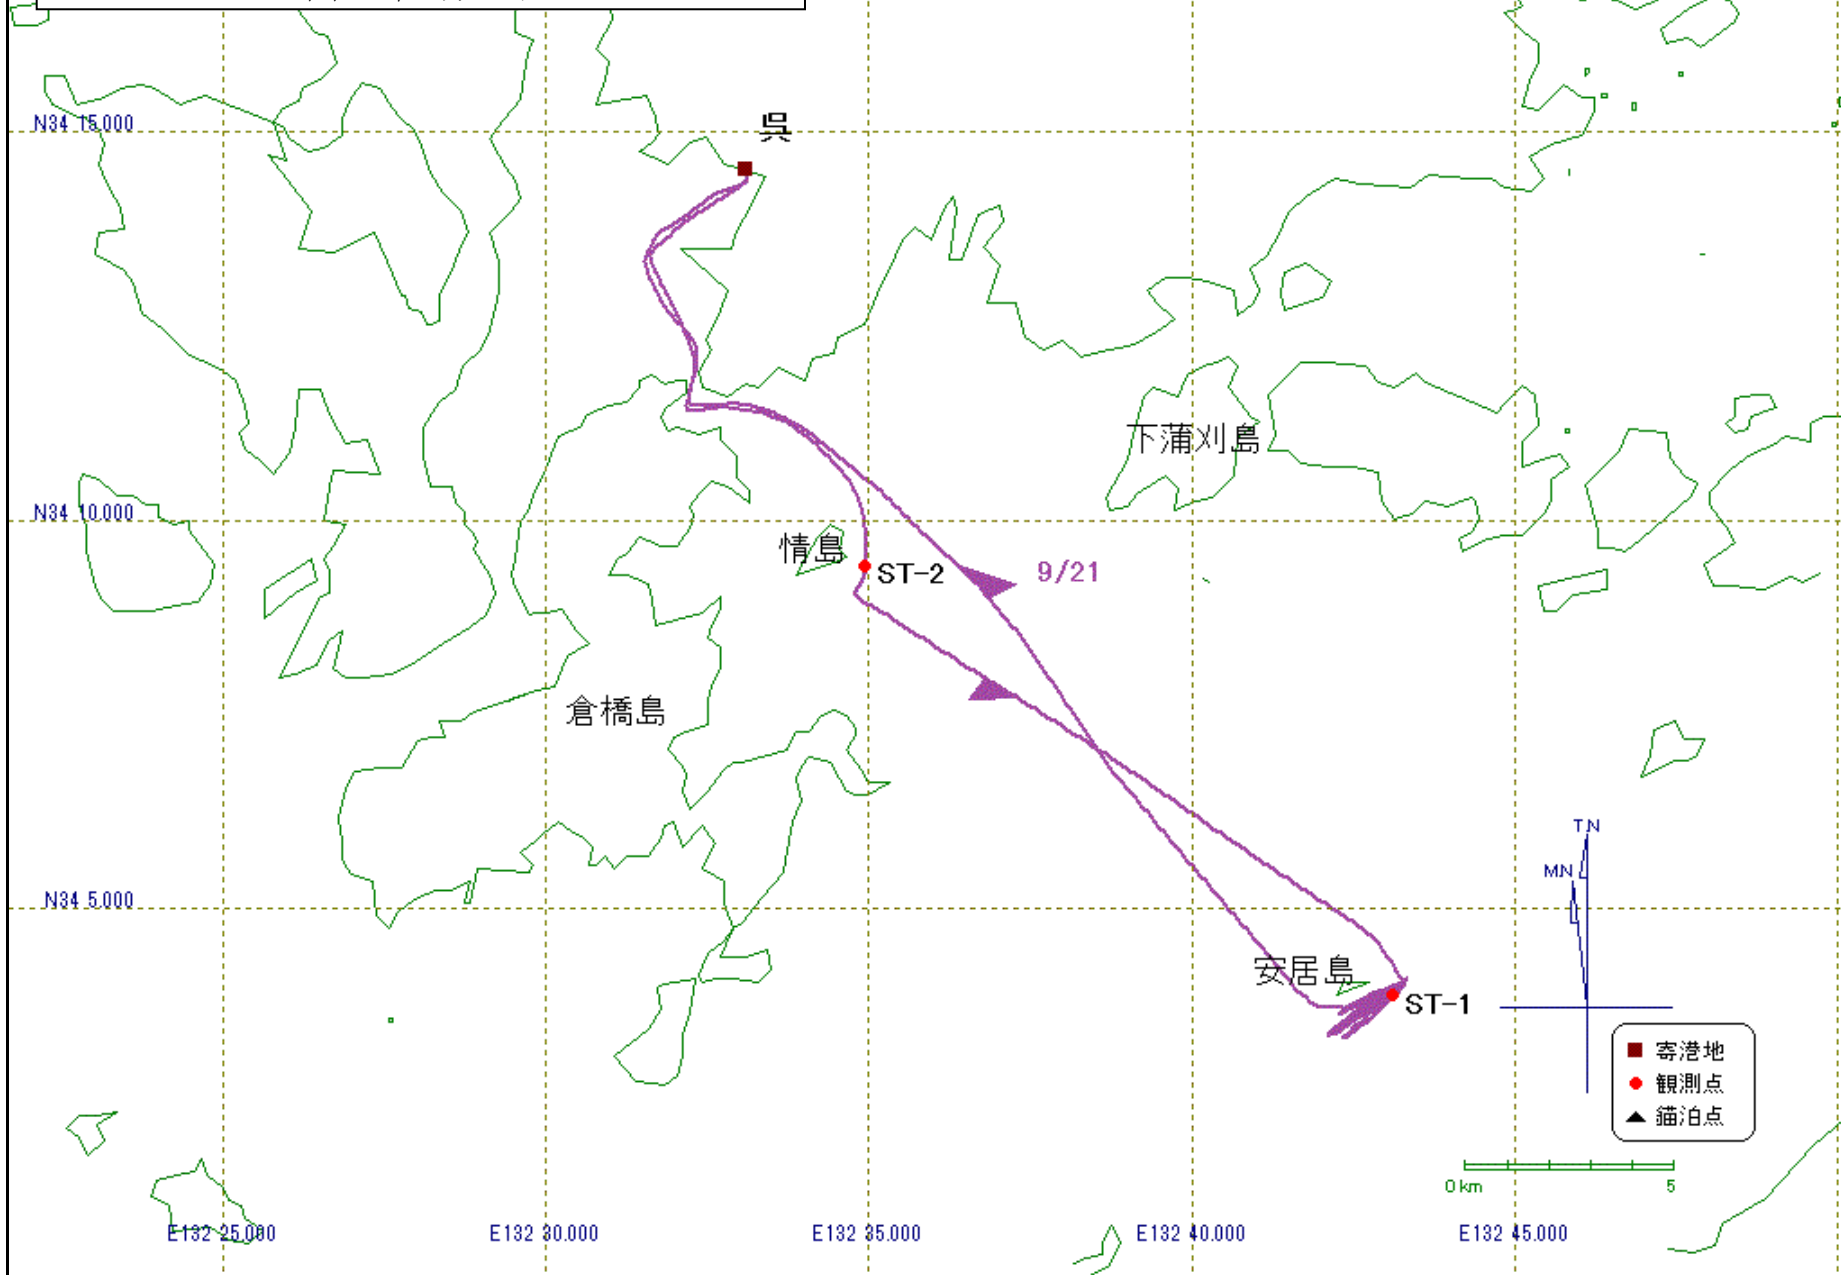 N34 15.000
呉
下蒲刈島
N34 10.000
情島
ST-2
9/21
倉橋島
TN
MN
N34 5.000
安居島
ST-1
寄港地
観測点
錨泊点
0 km 5
E132 25.000 E132 30.000 E132 35.000 E132 40.000 E132 45.000